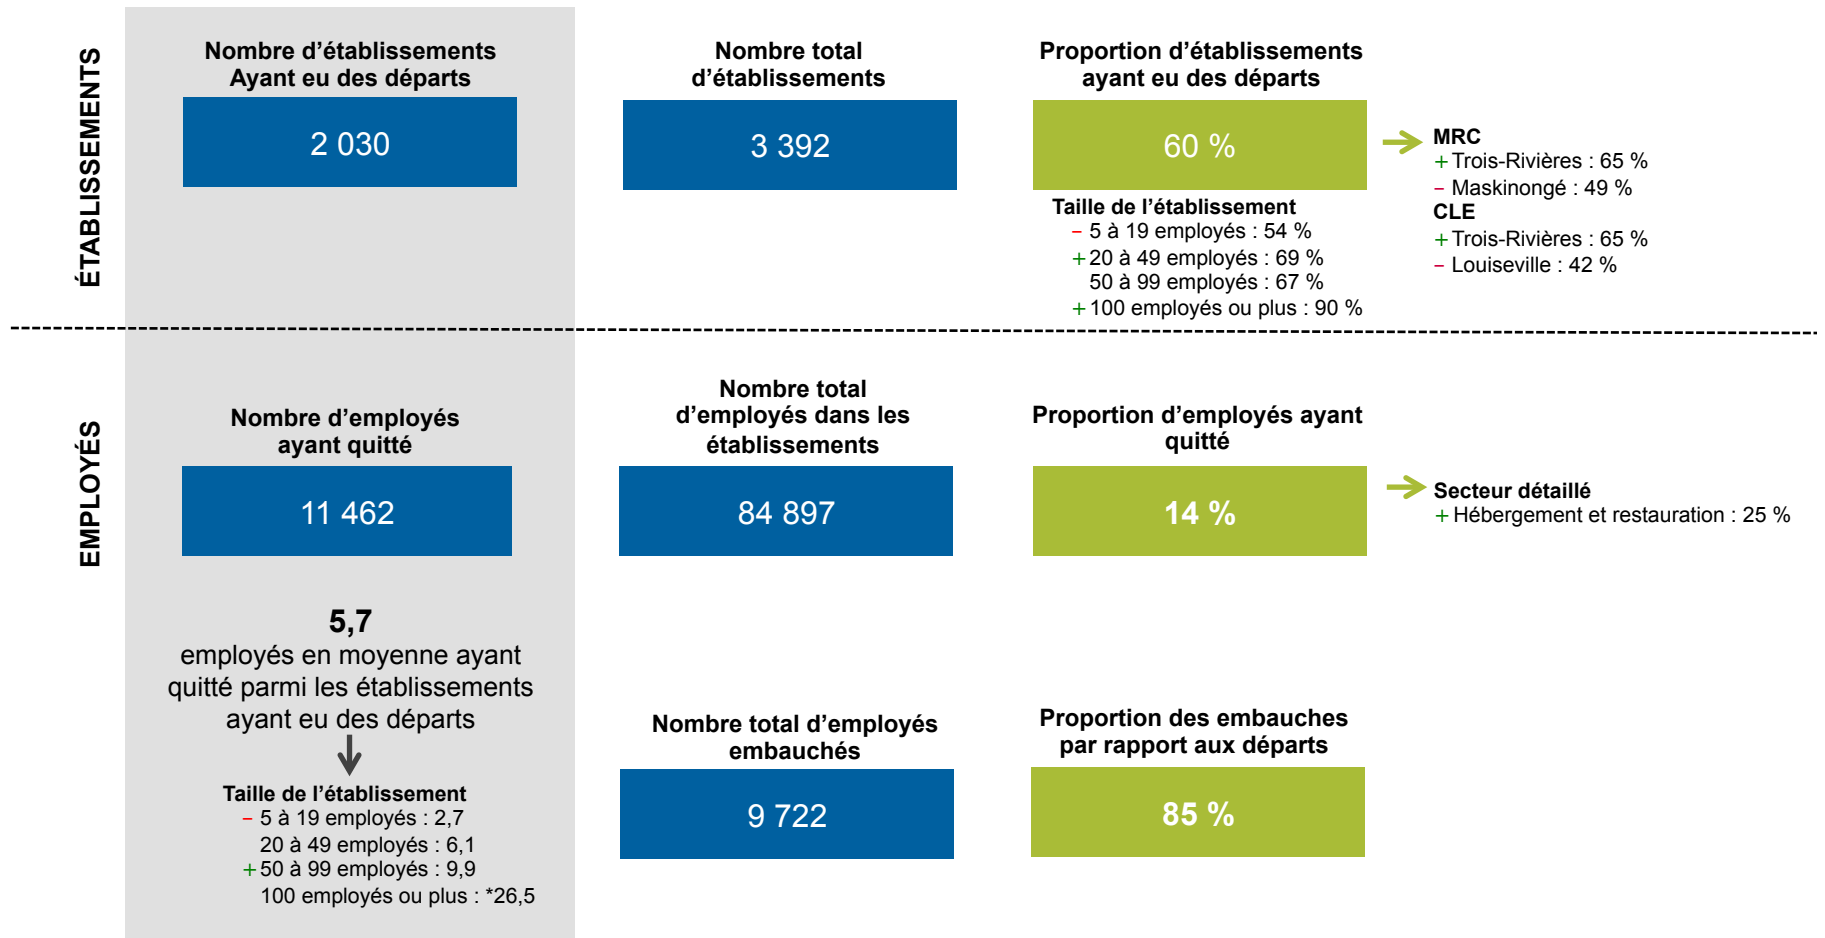 ÉTABLISSEMENTS
Nombre d’établissements
Ayant eu des départs
2 030
Nombre total
d’établissements
3 392
Proportion d’établissements
ayant eu des départs
60 %
Taille de l’établissement
– 5 à 19 employés : 54 %
+ 20 à 49 employés : 69 %
50 à 99 employés : 67 %
+ 100 employés ou plus : 90 %
MRC
+ Trois-Rivières : 65 %
– Maskinongé : 49 %
CLE
+ Trois-Rivières : 65 %
– Louiseville : 42 %
EMPLOYÉS
Nombre d’employés
ayant quitté
11 462
Nombre total
d’employés dans les
établissements
84 897
Proportion d’employés ayant
quitté
14 %
Secteur détaillé
+ Hébergement et restauration : 25 %
5,7
employés en moyenne ayant
quitté parmi les établissements
ayant eu des départs
Taille de l’établissement
– 5 à 19 employés : 2,7
20 à 49 employés : 6,1
+ 50 à 99 employés : 9,9
100 employés ou plus : *26,5
Nombre total d’employés
embauchés
9 722
Proportion des embauches
par rapport aux départs
85 %